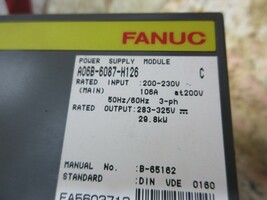 FANUC
POWER SUPPLY MODULE
A06B-6087-H126 C
RATED INPUT :200-230V
(MAIN) 106A at200V
50Hz/60Hz 3-ph
RATED OUTPUT:283-325V
29.8kW
MANUAL NO. :B-65162
STANDARD :DIN VDE 0160